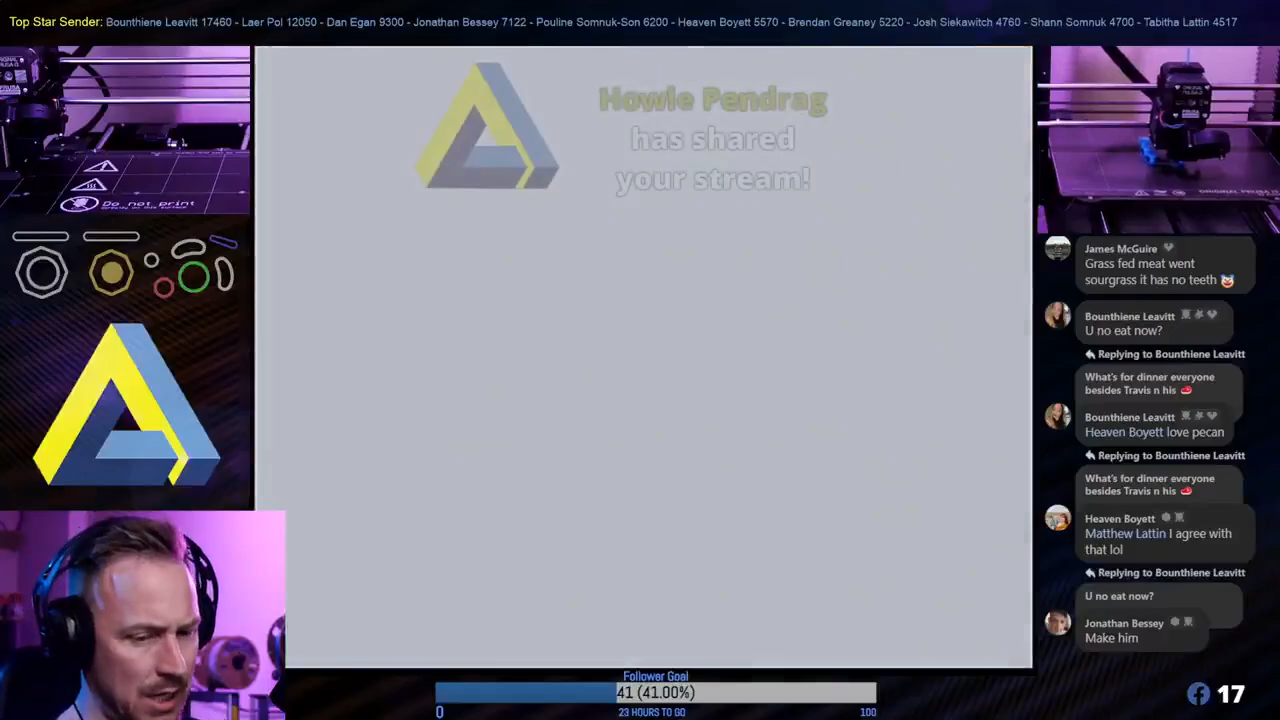 Top Star Sender: Bounthiene Leavitt 17460 - Laer Pol 12050 - Dan Egan 9300 - Jonathan Bessey 7122 - Pouline Somnuk-Son 6200 - Heaven Boyett 5570 - Brendan Greaney 5220 - Josh Siekawitch 4760 - Shann Somnuk 4700 - Tabitha Lattin 4517
Do not print
Howie Pendrag
has shared
your stream!
James McGuire
Grass fed meat went
sourgrass it has no teeth
Bounthiene Leavitt
U no eat now?
Replying to Bounthiene Leavitt
What's for dinner everyone
besides Travis n his
Bounthiene Leavitt
Heaven Boyett love pecan
Replying to Bounthiene Leavitt
What's for dinner everyone
besides Travis n his
Heaven Boyett
Matthew Lattin I agree with
that lol
Replying to Bounthiene Leavitt
U no eat now?
Jonathan Bessey
Make him
Follower Goal
41 (41.00%)
0
23 HOURS TO GO
100
17